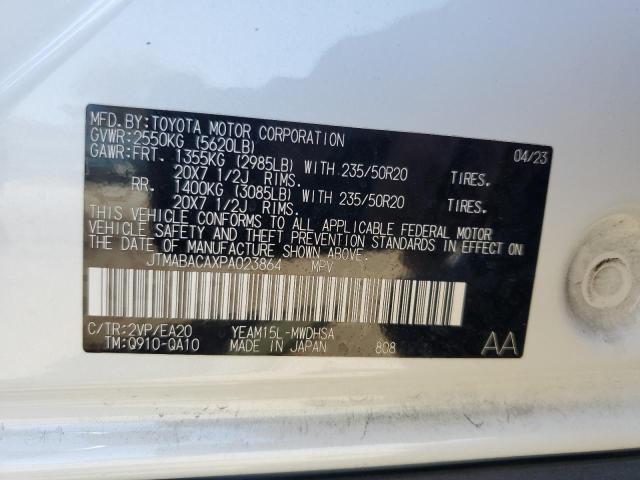 MFD.BY:TOYOTA MOTOR CORPORATION 04/23
GVWR:2550KG (5620LB)
GAWR:FRT. 1355KG (2985LB) WITH 235/50R20 TIRES.
20X7 1/2J RIMS.
RR. 1400KG (3085LB) WITH 235/50R20 TIRES.
20X7 1/2J RIMS.
THIS VEHICLE CONFORMS TO ALL APPLICABLE FEDERAL MOTOR
VEHICLE SAFETY AND THEFT PREVENTION STANDARDS IN EFFECT ON
THE DATE OF MANUFACTURE SHOWN ABOVE.
JTMABACAXPA023864 MPV
C/TR:2VP/EA20 YEAM15L-MWDHSA
TM:Q910-QA10 MADE IN JAPAN 808 AA